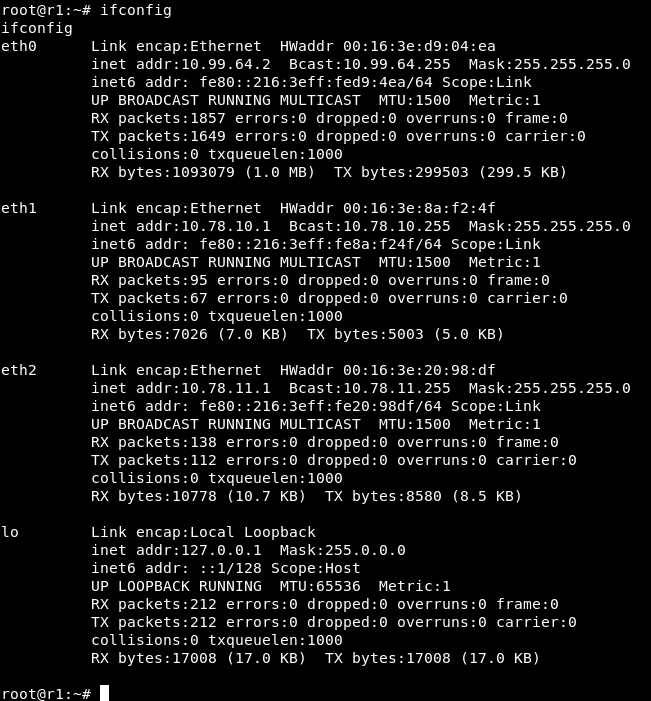 root@r1:~# ifconfig
ifconfig
eth0      Link encap:Ethernet  HWaddr 00:16:3e:d9:04:ea
          inet addr:10.99.64.2  Bcast:10.99.64.255  Mask:255.255.255.0
          inet6 addr: fe80::216:3eff:fed9:4ea/64 Scope:Link
          UP BROADCAST RUNNING MULTICAST  MTU:1500  Metric:1
          RX packets:1857 errors:0 dropped:0 overruns:0 frame:0
          TX packets:1649 errors:0 dropped:0 overruns:0 carrier:0
          collisions:0 txqueuelen:1000
          RX bytes:1093079 (1.0 MB)  TX bytes:299503 (299.5 KB)

eth1      Link encap:Ethernet  HWaddr 00:16:3e:8a:f2:4f
          inet addr:10.78.10.1  Bcast:10.78.10.255  Mask:255.255.255.0
          inet6 addr: fe80::216:3eff:fe8a:f24f/64 Scope:Link
          UP BROADCAST RUNNING MULTICAST  MTU:1500  Metric:1
          RX packets:95 errors:0 dropped:0 overruns:0 frame:0
          TX packets:67 errors:0 dropped:0 overruns:0 carrier:0
          collisions:0 txqueuelen:1000
          RX bytes:7026 (7.0 KB)  TX bytes:5003 (5.0 KB)

eth2      Link encap:Ethernet  HWaddr 00:16:3e:20:98:df
          inet addr:10.78.11.1  Bcast:10.78.11.255  Mask:255.255.255.0
          inet6 addr: fe80::216:3eff:fe20:98df/64 Scope:Link
          UP BROADCAST RUNNING MULTICAST  MTU:1500  Metric:1
          RX packets:138 errors:0 dropped:0 overruns:0 frame:0
          TX packets:112 errors:0 dropped:0 overruns:0 carrier:0
          collisions:0 txqueuelen:1000
          RX bytes:10778 (10.7 KB)  TX bytes:8580 (8.5 KB)

lo        Link encap:Local Loopback
          inet addr:127.0.0.1  Mask:255.0.0.0
          inet6 addr: ::1/128 Scope:Host
          UP LOOPBACK RUNNING  MTU:65536  Metric:1
          RX packets:212 errors:0 dropped:0 overruns:0 frame:0
          TX packets:212 errors:0 dropped:0 overruns:0 carrier:0
          collisions:0 txqueuelen:1000
          RX bytes:17008 (17.0 KB)  TX bytes:17008 (17.0 KB)

root@r1:~#